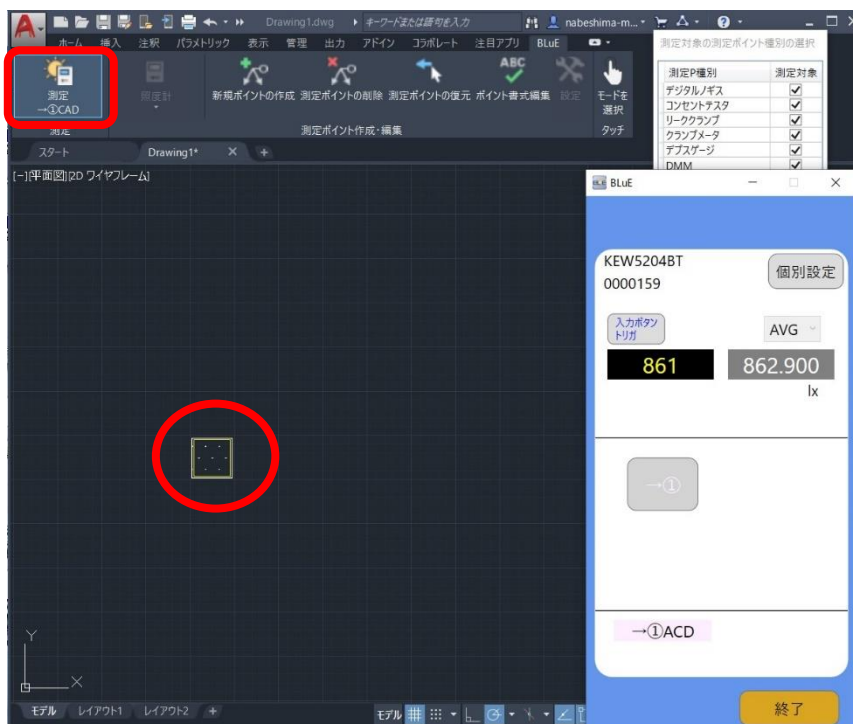 Drawing1.dwg
キーワードまたは語句を入力
nabeshima-m...
ホーム 挿入 注釈 パラメトリック 表示 管理 出力 アドイン コラボレート 注目アプリ BLuE
測定
→①CAD
照度計
新規ポイントの作成
測定ポイントの削除
測定ポイントの復元
ABC
ポイント書式編集
設定
モードを
選択
測定
測定ポイント作成・編集
タッチ
スタート
Drawing1*
[−][平面図][2D ワイヤフレーム]
測定対象の測定ポイント種別の選択
測定P種別 測定対象
デジタルノギス
コンセントテスタ
リーククランプ
クランプメータ
デプスゲージ
DMM
BLuE
KEW5204BT
0000159
個別設定
入力ボタン
トリガ
AVG
861
862.900
lx
→①
→①ACD
終了
Y
X
モデル レイアウト1 レイアウト2
モデル